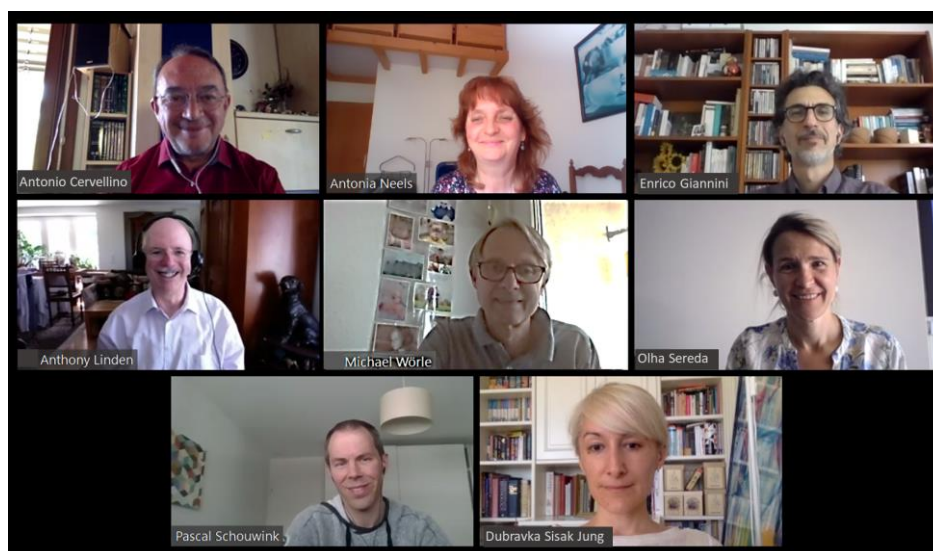 Antonio Cervellino
Antonia Neels
Enrico Giannini
Anthony Linden
Michael Wörle
Olha Sereda
Pascal Schouwink
Dubravka Sisak Jung